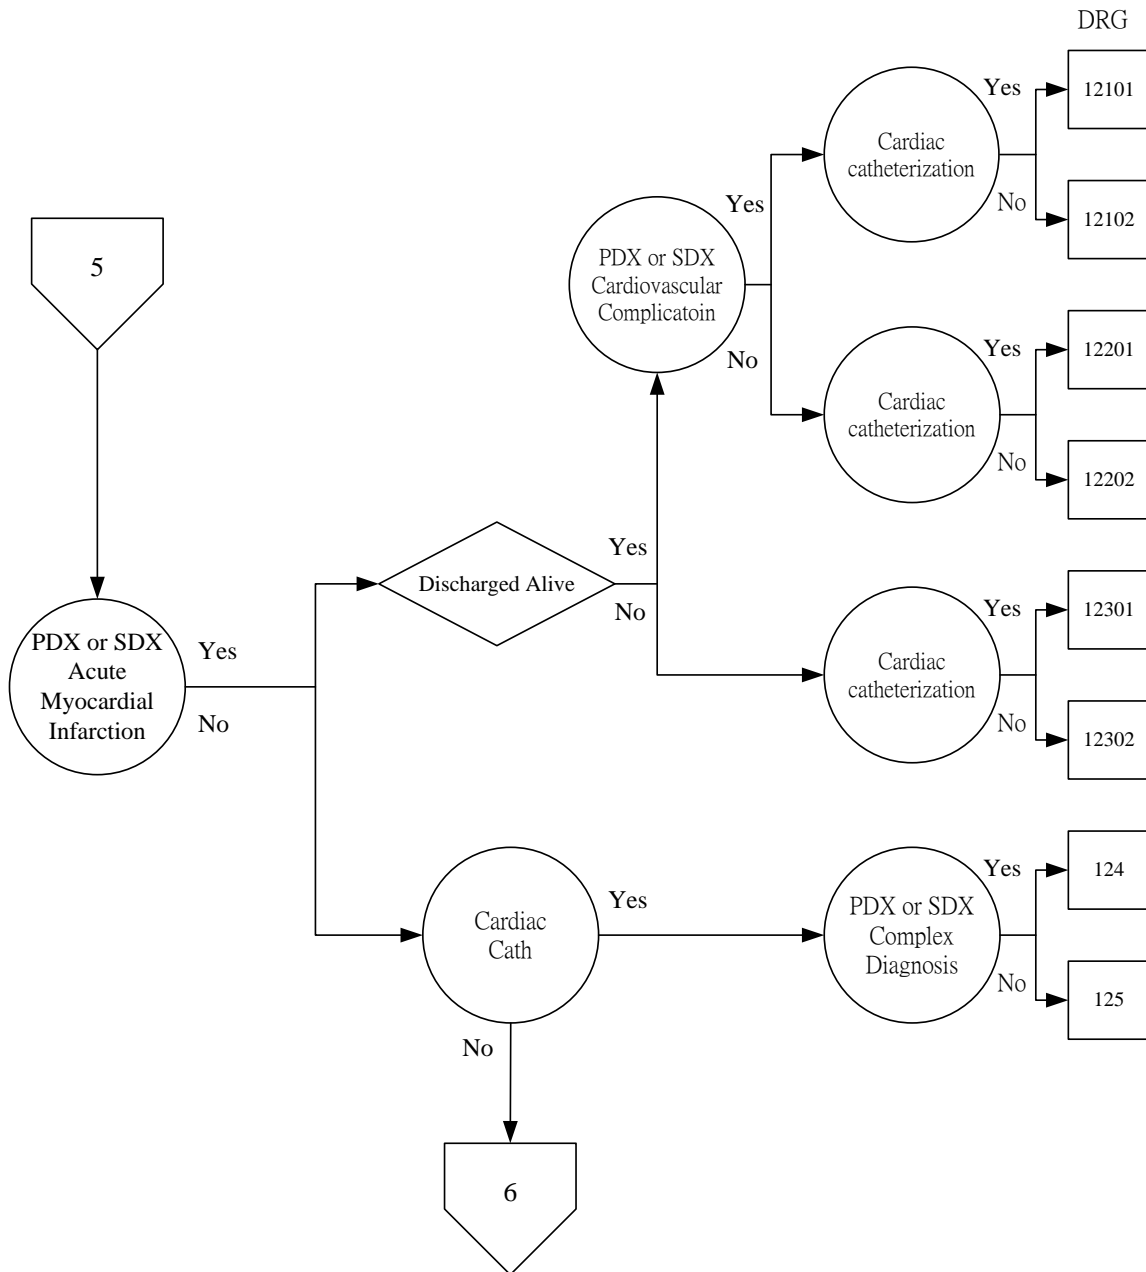 DRG
Yes
12101
Cardiac
catheterization
No
12102
Yes
5
PDX or SDX
Cardiovascular
Complicatoin
No
Yes
12201
Cardiac
catheterization
No
12202
Yes
Discharged Alive
No
Yes
12301
PDX or SDX
Acute
Myocardial
Infarction
Yes
No
Cardiac
catheterization
No
12302
Cardiac
Cath
Yes
No
PDX or SDX
Complex
Diagnosis
Yes
124
No
125
6